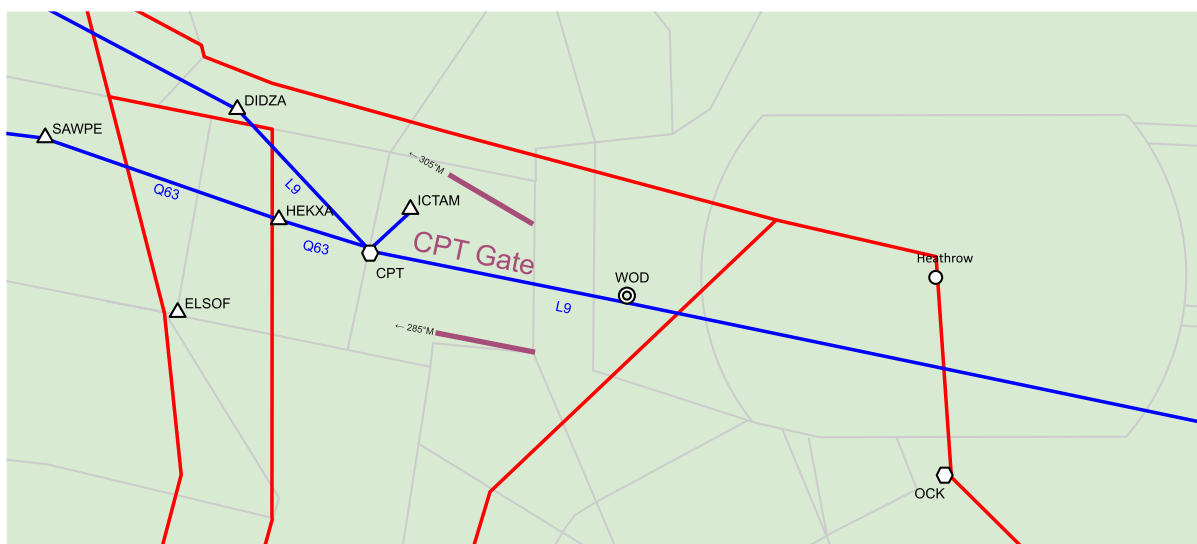 DIDZA
SAWPE
← 305°M
Q63
L9
ICTAM
HEKXA
Q63
CPT Gate
CPT
Heathrow
WOD
ELSOF
L9
← 285°M
OCK